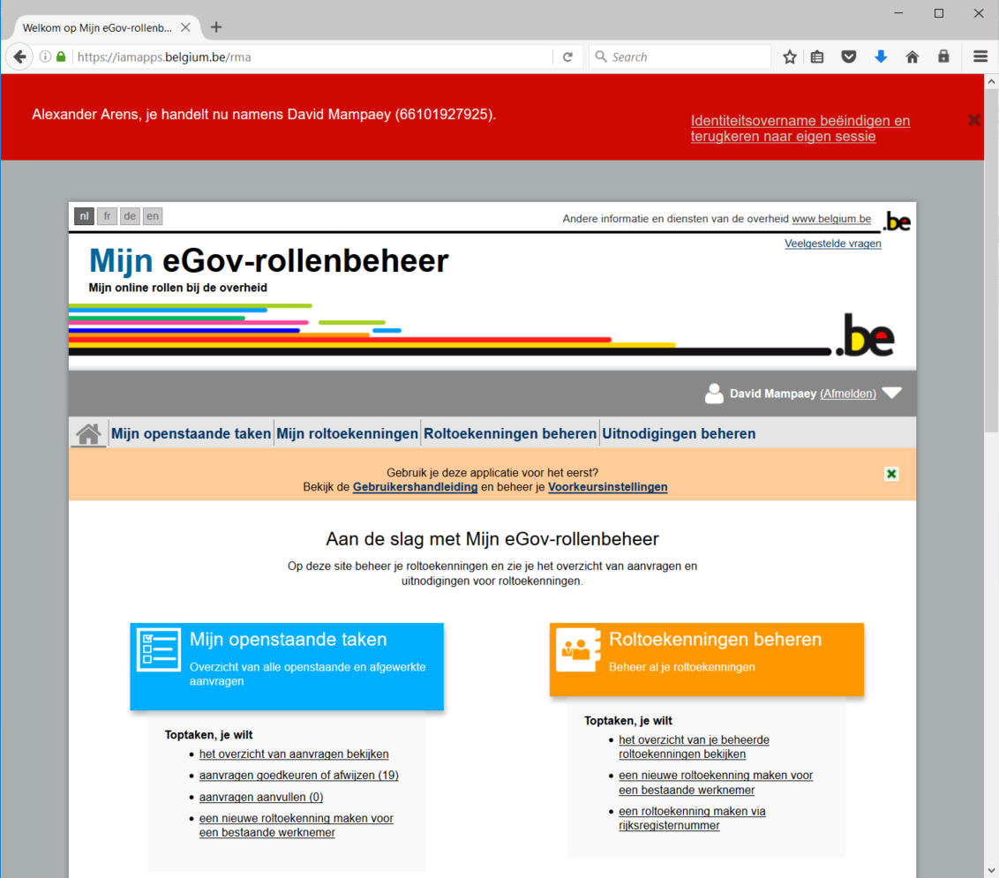 Welkom op Mijn eGov-rollenb...
https://iamapps.belgium.be/rma
Search
Alexander Arens, je handelt nu namens David Mampaey (66101927925).
Identiteitsovername beëindigen en
terugkeren naar eigen sessie
nl fr de en
Andere informatie en diensten van de overheid www.belgium.be
.be
Veelgestelde vragen
Mijn eGov-rollenbeheer
Mijn online rollen bij de overheid
.be
David Mampaey (Afmelden)
Mijn openstaande taken Mijn roltoekenningen Roltoekenningen beheren Uitnodigingen beheren
Gebruik je deze applicatie voor het eerst?
Bekijk de Gebruikershandleiding en beheer je Voorkeursinstellingen
Aan de slag met Mijn eGov-rollenbeheer
Op deze site beheer je roltoekenningen en zie je het overzicht van aanvragen en
uitnodigingen voor roltoekenningen.
Mijn openstaande taken
Overzicht van alle openstaande en afgewerkte
aanvragen
Toptaken, je wilt
het overzicht van aanvragen bekijken
aanvragen goedkeuren of afwijzen (19)
aanvragen aanvullen (0)
een nieuwe roltoekenning maken voor
een bestaande werknemer
Roltoekenningen beheren
Beheer al je roltoekenningen
Toptaken, je wilt
het overzicht van je beheerde
roltoekenningen bekijken
een nieuwe roltoekenning maken voor
een bestaande werknemer
een roltoekenning maken via
rijksregisternummer